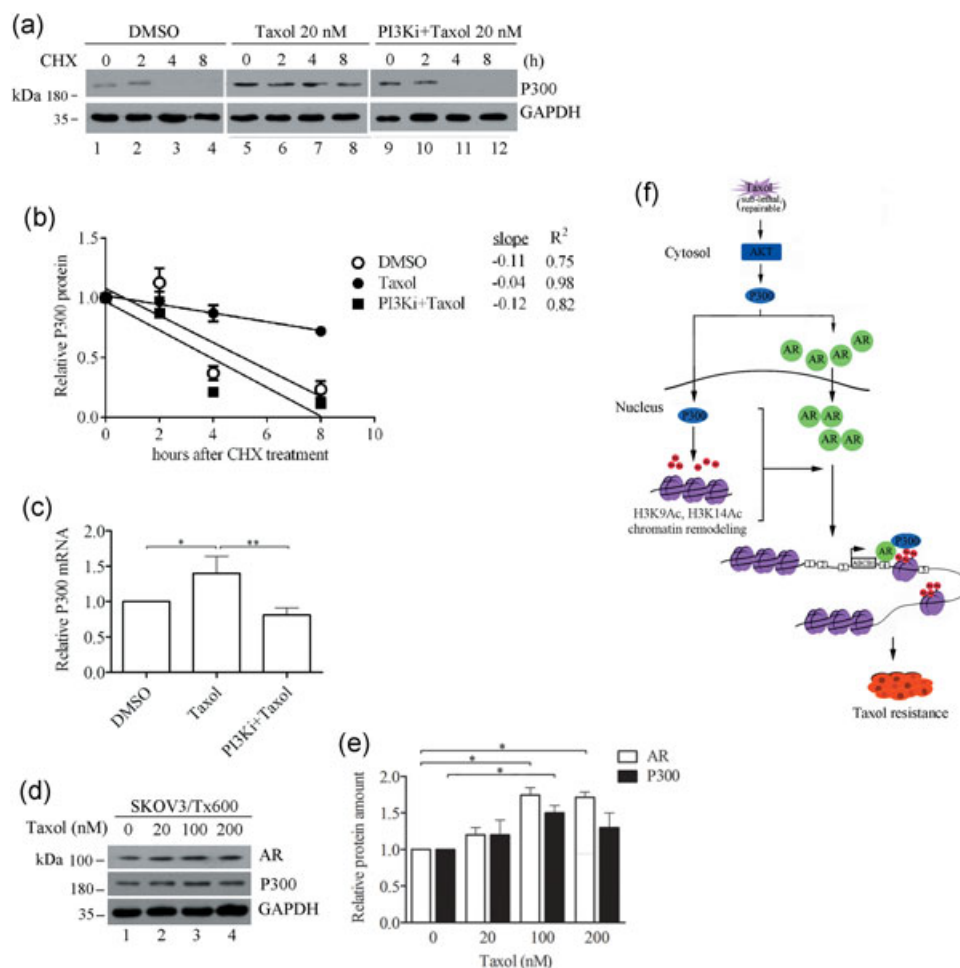 (a)
DMSO Taxol 20 nM PI3Ki+Taxol 20 nM
CHX 0 2 4 8 0 2 4 8 0 2 4 8 (h)
kDa 180 P300
35 GAPDH
1 2 3 4 5 6 7 8 9 10 11 12
(b)
Relative P300 protein
1.5
1.0
0.5
0.0
0 2 4 6 8 10
hours after CHX treatment
slope R2
DMSO -0.11 0.75
Taxol -0.04 0.98
PI3Ki+Taxol -0.12 0.82
(c)
Relative P300 mRNA
2.0
1.5
1.0
0.5
0.0
* **
DMSO
Taxol
PI3Ki+Taxol
(d)
SKOV3/Tx600
Taxol (nM) 0 20 100 200
kDa 100 AR
180 P300
35 GAPDH
1 2 3 4
(e)
Relative protein amount
2.0
1.5
1.0
0.0
*
*
*
AR
P300
0 20 100 200
Taxol (nM)
(f)
Taxol
(sub-lethal
repairable)
Cytosol
AKT
P300
AR AR AR AR
Nucleus
P300
AR AR
AR AR
H3K9Ac, H3K14Ac
chromatin remodeling
AR P300
Taxol resistance